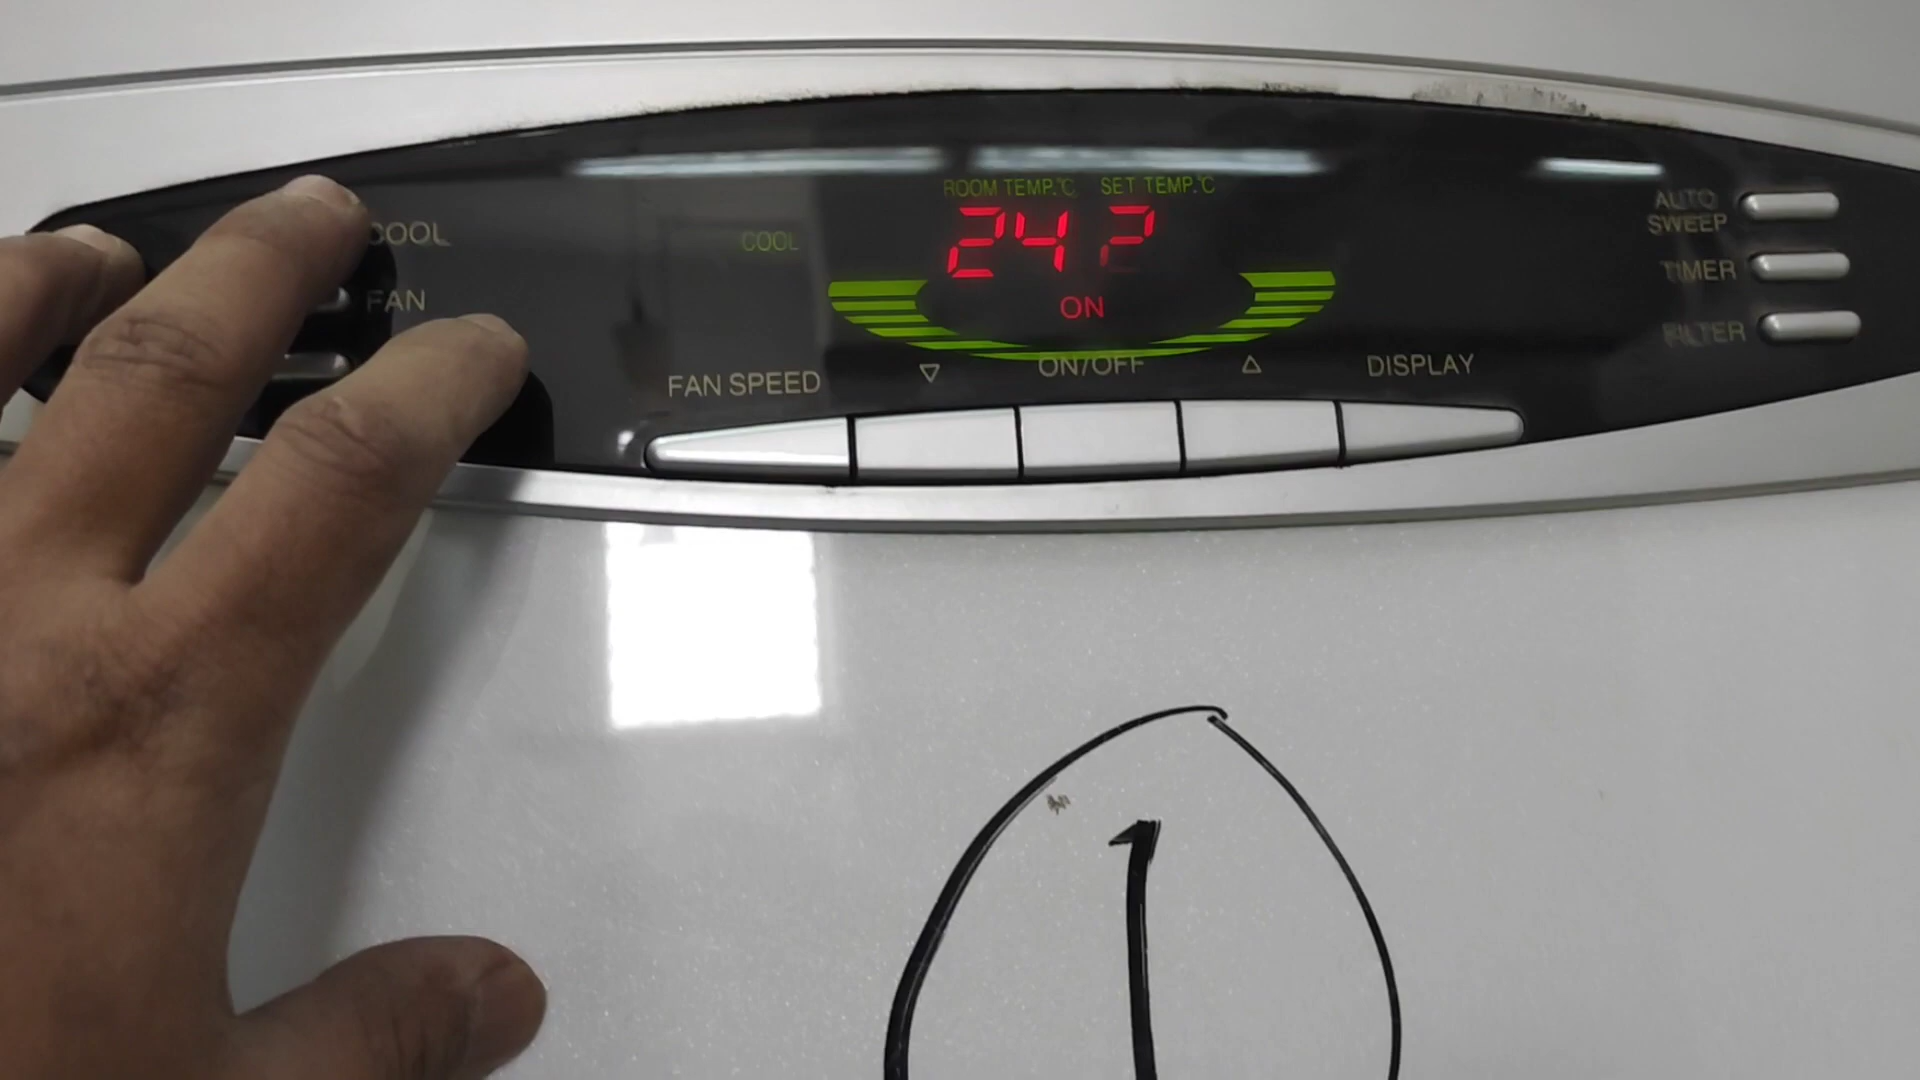 ROOM TEMP.°C SET TEMP.°C
COOL
COOL
24
ON
FAN
AUTO
SWEEP
TIMER
FILTER
FAN SPEED ▽ ON/OFF △ DISPLAY
1